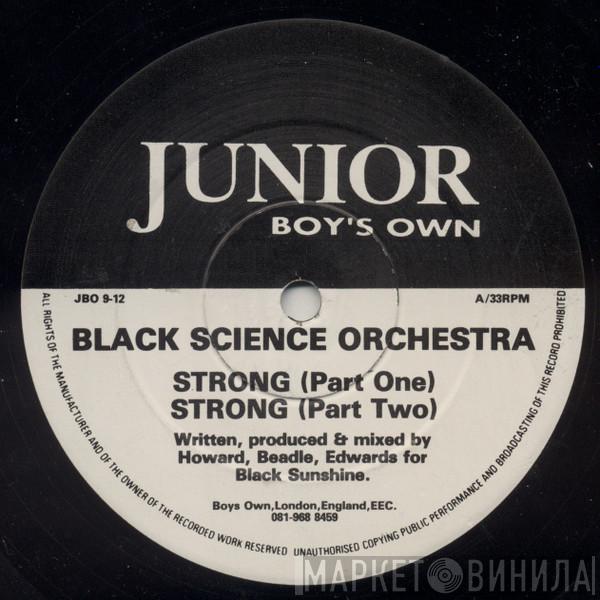 JUNIOR
BOY'S OWN
JBO 9-12
A/33RPM
BLACK SCIENCE ORCHESTRA
STRONG (Part One)
STRONG (Part Two)
Written, produced & mixed by
Howard, Beadle, Edwards for
Black Sunshine.
Boys Own,London,England,EEC.
081-968 8459
ALL RIGHTS OF THE MANUFACTURER AND OF THE OWNER OF THE RECORDED WORK RESERVED UNAUTHORISED COPYING PUBLIC PERFORMANCE AND BROADCASTING OF THIS RECORD PROHIBITED
МАРКЕТ ВИНИЛА